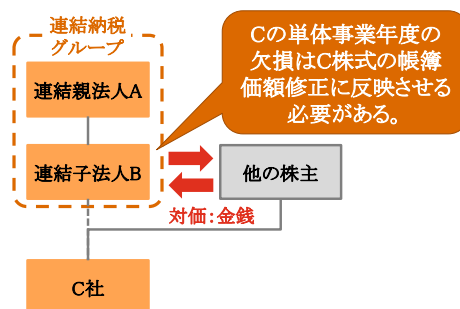 連結納税
グループ
Cの単体事業年度の
欠損はC株式の帳簿
価額修正に反映させる
必要がある。
連結親法人A
連結子法人B
他の株主
対価：金銭
C社